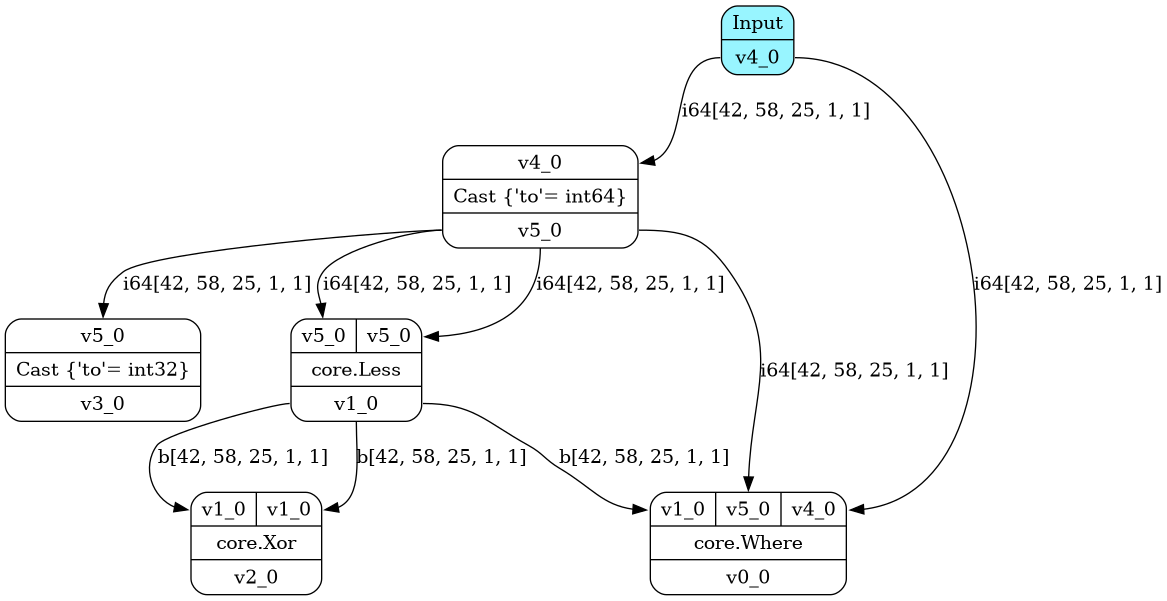 Input
v4_0
i64[42, 58, 25, 1, 1]
v4_0
Cast {'to'= int64}
v5_0
i64[42, 58, 25, 1, 1]
i64[42, 58, 25, 1, 1]
i64[42, 58, 25, 1, 1]
i64[42, 58, 25, 1, 1]
v5_0
Cast {'to'= int32}
v3_0
v5_0 v5_0
core.Less
v1_0
i64[42, 58, 25, 1, 1]
b[42, 58, 25, 1, 1]
b[42, 58, 25, 1, 1]
b[42, 58, 25, 1, 1]
v1_0 v1_0
core.Xor
v2_0
v1_0 v5_0 v4_0
core.Where
v0_0